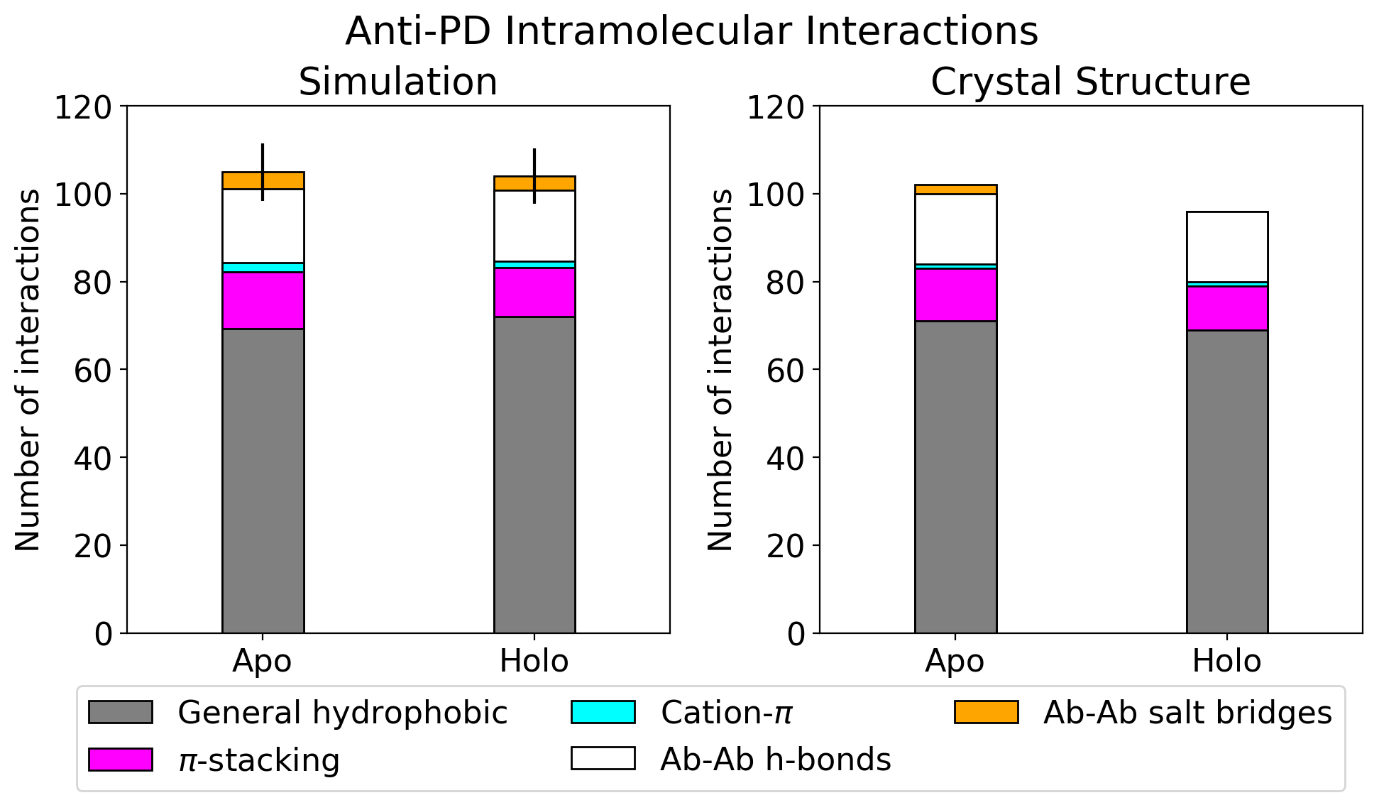 Anti-PD Intramolecular Interactions
Simulation
Crystal Structure
120
100
80
60
40
20
0
Number of interactions
Apo
Holo
120
100
80
60
40
20
0
Number of interactions
Apo
Holo
General hydrophobic
π-stacking
Cation-π
Ab-Ab h-bonds
Ab-Ab salt bridges